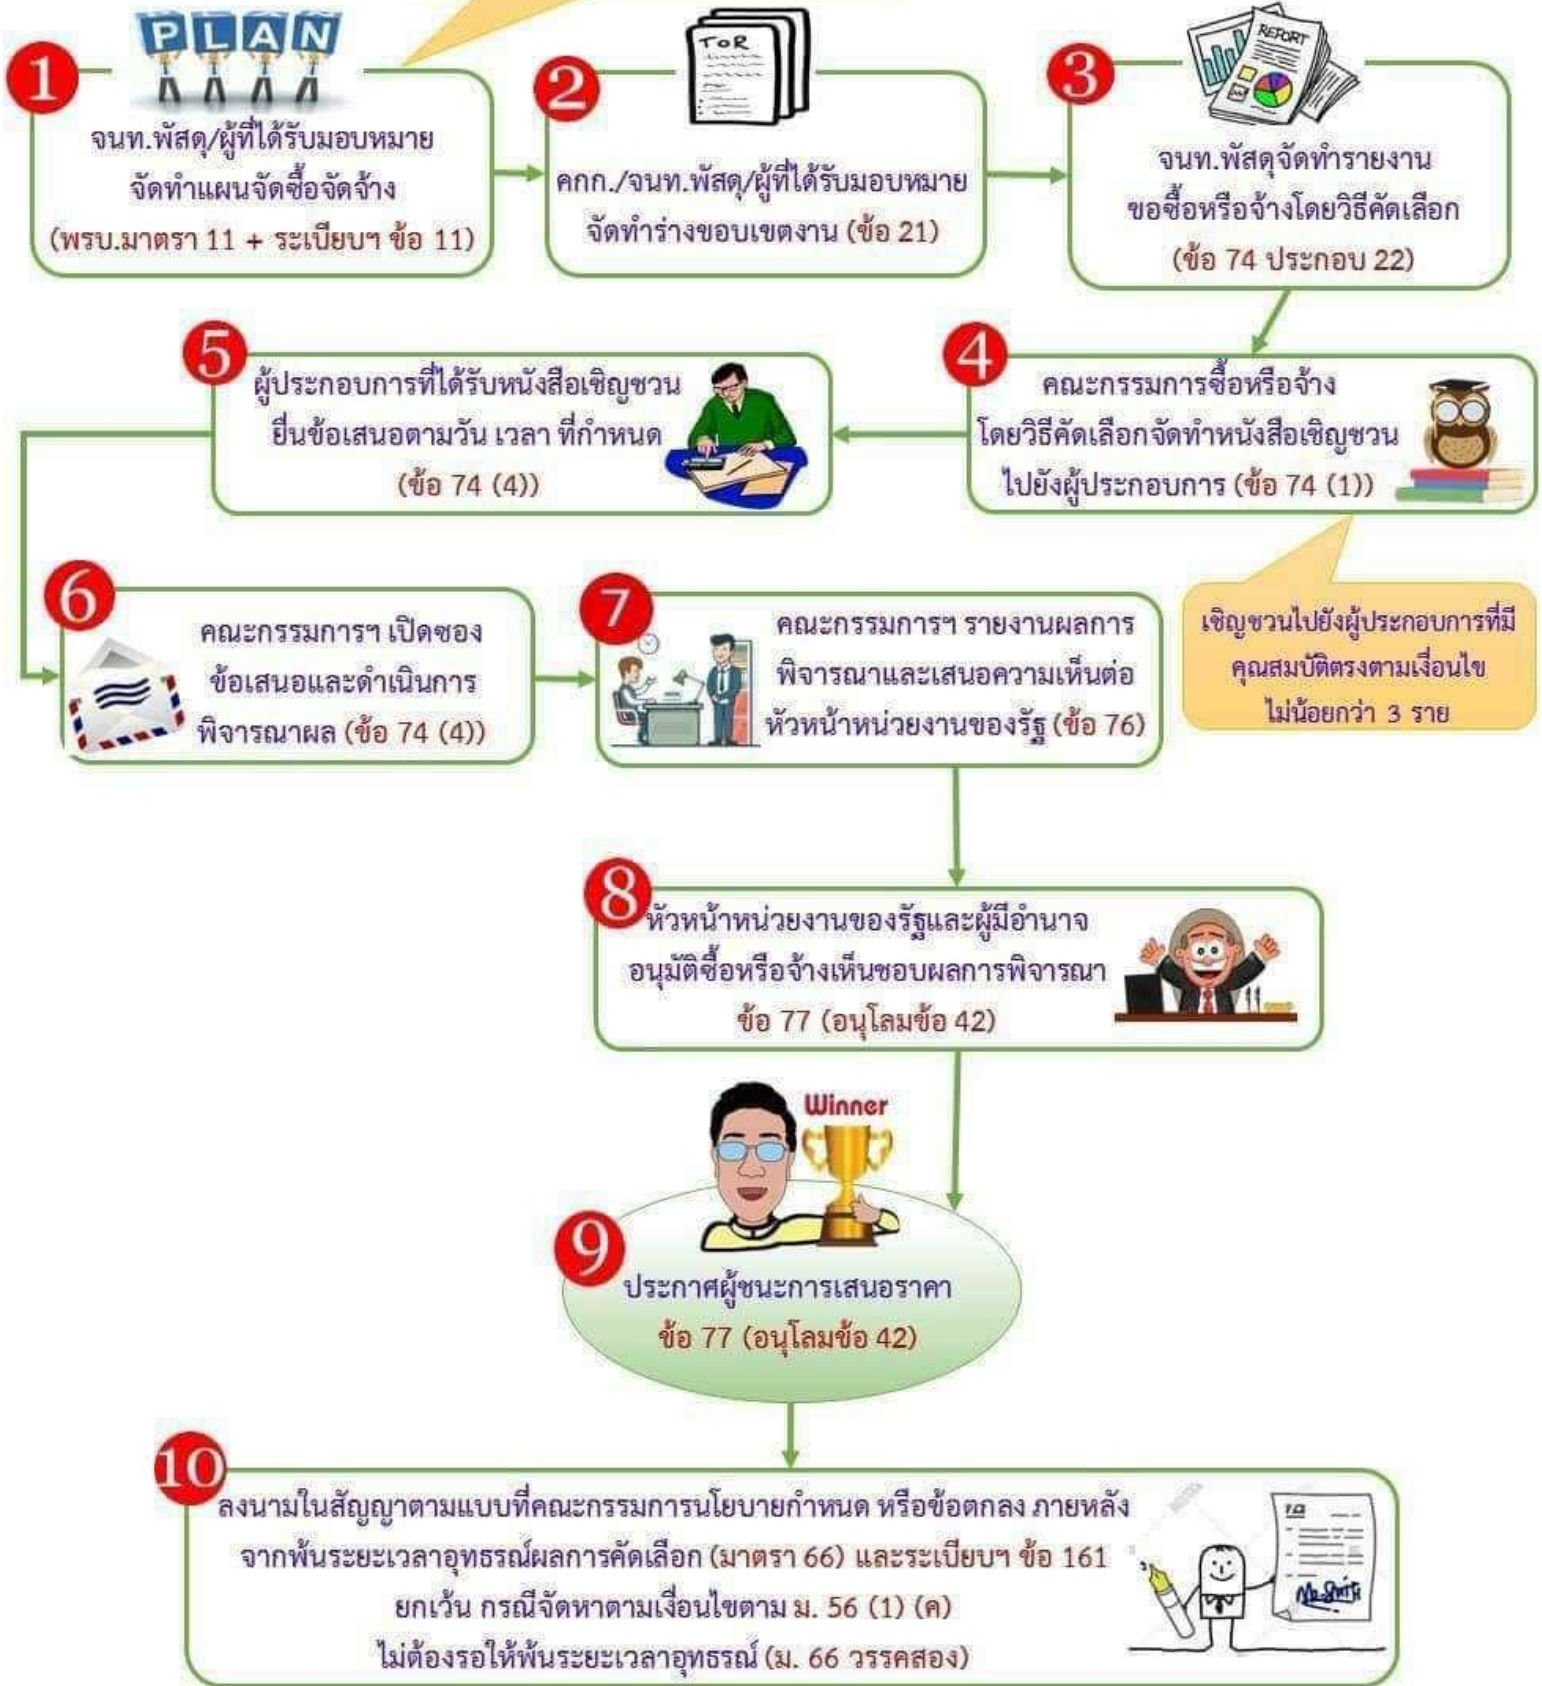 1
PLAN
จนท.พัสดุ/ผู้ที่ได้รับมอบหมาย
จัดทำแผนจัดซื้อจัดจ้าง
(พรบ.มาตรา 11 + ระเบียบฯ ข้อ 11)
2
TOR
คกก./จนท.พัสดุ/ผู้ที่ได้รับมอบหมาย
จัดทำร่างขอบเขตงาน (ข้อ 21)
3
REPORT
จนท.พัสดุจัดทำรายงาน
ขอซื้อหรือจ้างโดยวิธีคัดเลือก
(ข้อ 74 ประกอบ 22)
4
คณะกรรมการซื้อหรือจ้าง
โดยวิธีคัดเลือกจัดทำหนังสือเชิญชวน
ไปยังผู้ประกอบการ (ข้อ 74 (1))
เชิญชวนไปยังผู้ประกอบการที่มี
คุณสมบัติตรงตามเงื่อนไข
ไม่น้อยกว่า 3 ราย
5
ผู้ประกอบการที่ได้รับหนังสือเชิญชวน
ยื่นข้อเสนอตามวัน เวลา ที่กำหนด
(ข้อ 74 (4))
6
คณะกรรมการฯ เปิดซอง
ข้อเสนอและดำเนินการ
พิจารณาผล (ข้อ 74 (4))
7
คณะกรรมการฯ รายงานผลการ
พิจารณาและเสนอความเห็นต่อ
หัวหน้าหน่วยงานของรัฐ (ข้อ 76)
8
หัวหน้าหน่วยงานของรัฐและผู้มีอำนาจ
อนุมัติซื้อหรือจ้างเห็นชอบผลการพิจารณา
ข้อ 77 (อนุโลมข้อ 42)
Winner
9
ประกาศผู้ชนะการเสนอราคา
ข้อ 77 (อนุโลมข้อ 42)
10
ลงนามในสัญญาตามแบบที่คณะกรรมการนโยบายกำหนด หรือข้อตกลง ภายหลัง
จากพ้นระยะเวลาอุทธรณ์ผลการคัดเลือก (มาตรา 66) และระเบียบฯ ข้อ 161
ยกเว้น กรณีจัดหาตามเงื่อนไขตาม ม. 56 (1) (ค)
ไม่ต้องรอให้พ้นระยะเวลาอุทธรณ์ (ม. 66 วรรคสอง)